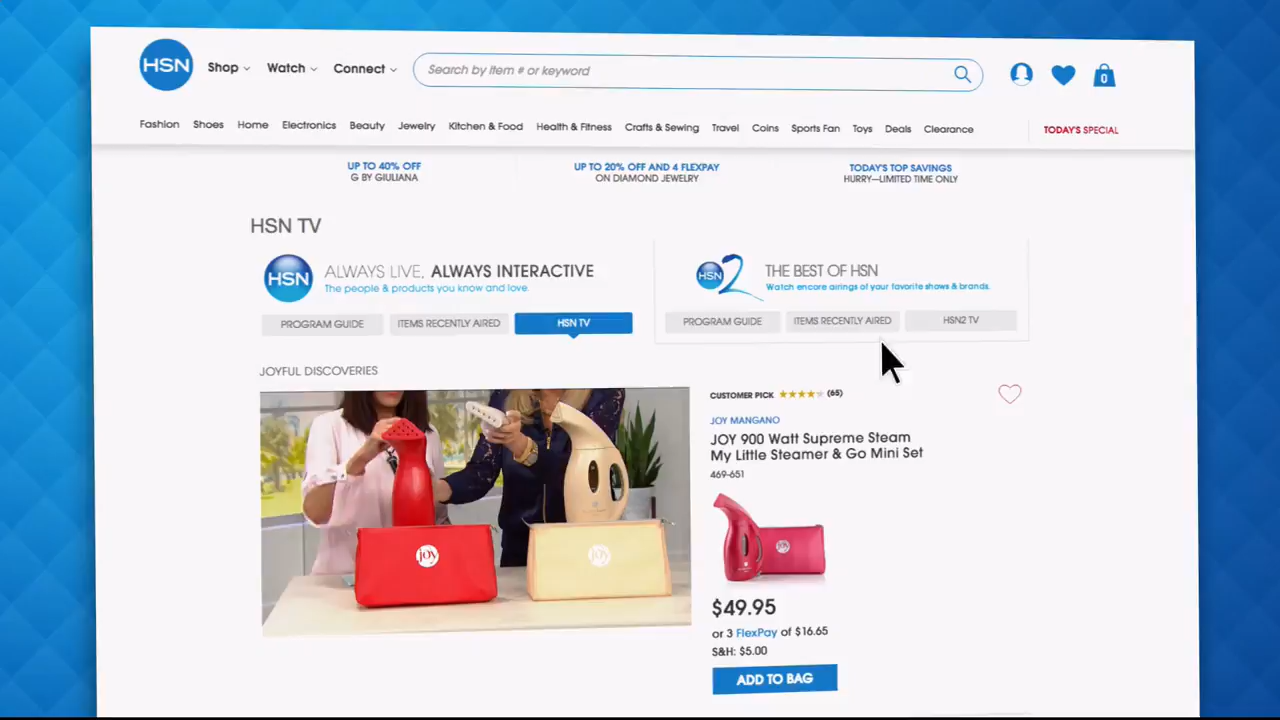 HSN
Shop
Watch
Connect
Search by item # or keyword
0
Fashion
Shoes
Home
Electronics
Beauty
Jewelry
Kitchen & Food
Health & Fitness
Crafts & Sewing
Travel
Coins
Sports Fan
Toys
Deals
Clearance
TODAY'S SPECIAL
UP TO 40% OFF
G BY GIULIANA
UP TO 20% OFF AND 4 FLEXPAY
ON DIAMOND JEWELRY
TODAY'S TOP SAVINGS
HURRY—LIMITED TIME ONLY
HSN TV
HSN
ALWAYS LIVE, ALWAYS INTERACTIVE
The people & products you know and love.
PROGRAM GUIDE
ITEMS RECENTLY AIRED
HSN TV
HSN2
THE BEST OF HSN
Watch encore airings of your favorite shows & brands.
PROGRAM GUIDE
ITEMS RECENTLY AIRED
HSN2 TV
JOYFUL DISCOVERIES
joy
joy
CUSTOMER PICK
(65)
JOY MANGANO
JOY 900 Watt Supreme Steam
My Little Steamer & Go Mini Set
469-651
joy
$49.95
or 3 FlexPay of $16.65
S&H: $5.00
ADD TO BAG